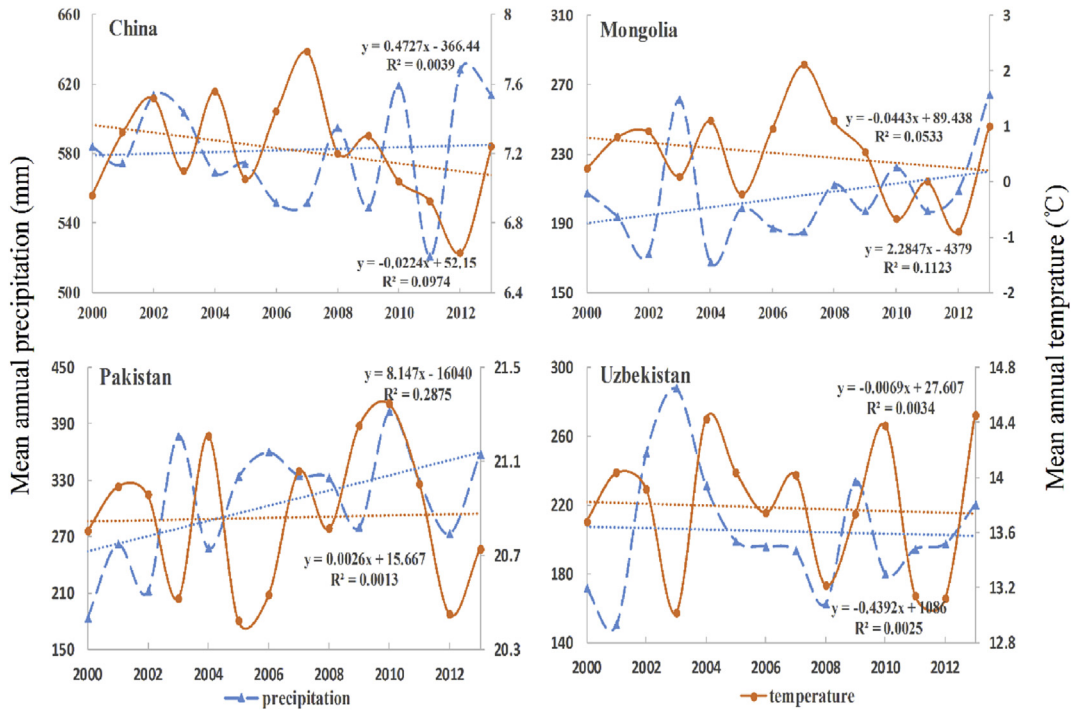 Mean annual precipitation (mm)
660
620
580
540
500
China
y = 0.4727x - 366.44
R² = 0.0039
y = -0.0224x + 52.15
R² = 0.0974
8
7.6
7.2
6.8
6.4
2000 2002 2004 2006 2008 2010 2012
310
270
230
190
150
Mongolia
y = -0.0443x + 89.438
R² = 0.0533
y = 2.2847x - 4379
R² = 0.1123
3
2
1
0
-1
-2
2000 2002 2004 2006 2008 2010 2012
450
390
330
270
210
150
Pakistan
y = 8.147x - 16040
R² = 0.2875
y = 0.0026x + 15.667
R² = 0.0013
21.5
21.1
20.7
20.3
2000 2002 2004 2006 2008 2010 2012
300
260
220
180
140
Uzbekistan
y = -0.0069x + 27.607
R² = 0.0034
y = -0.4392x + 1086
R² = 0.0025
14.8
14.4
14
13.6
13.2
12.8
2000 2002 2004 2006 2008 2010 2012
Mean annual temprature (℃)
precipitation
temperature